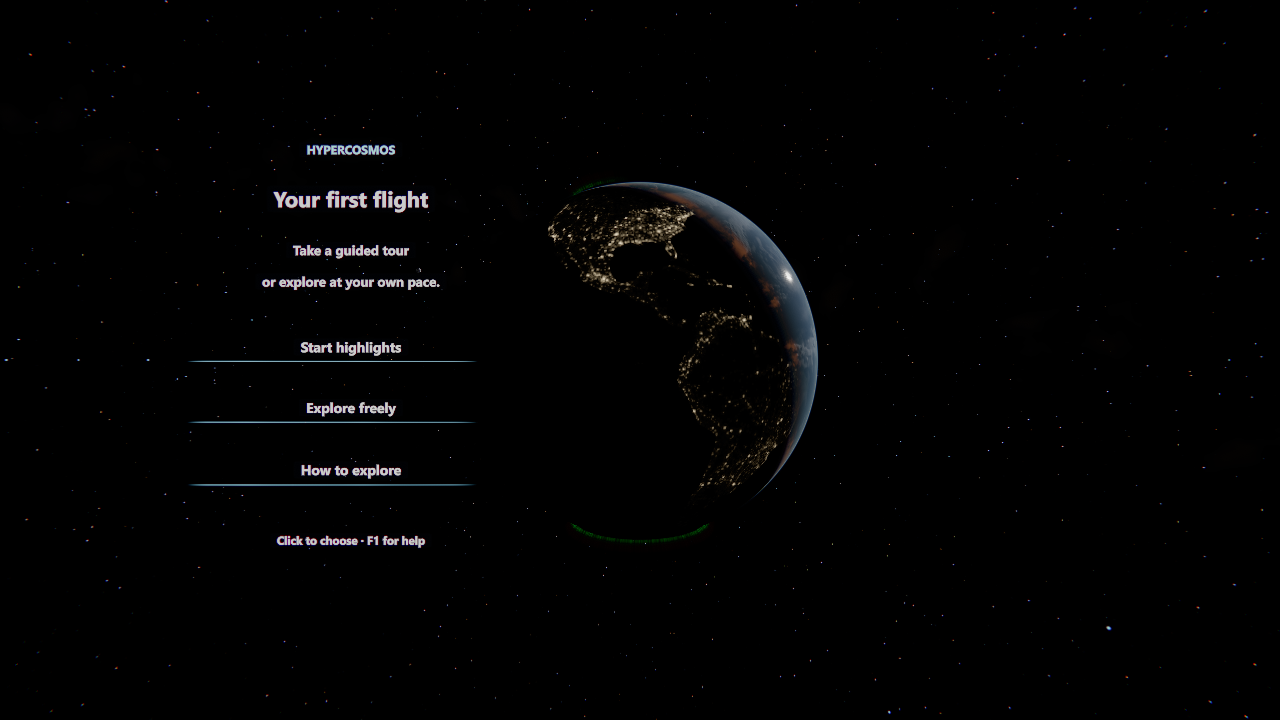 HYPERCOSMOS
Your first flight
Take a guided tour
or explore at your own pace.
Start highlights
Explore freely
How to explore
Click to choose · F1 for help